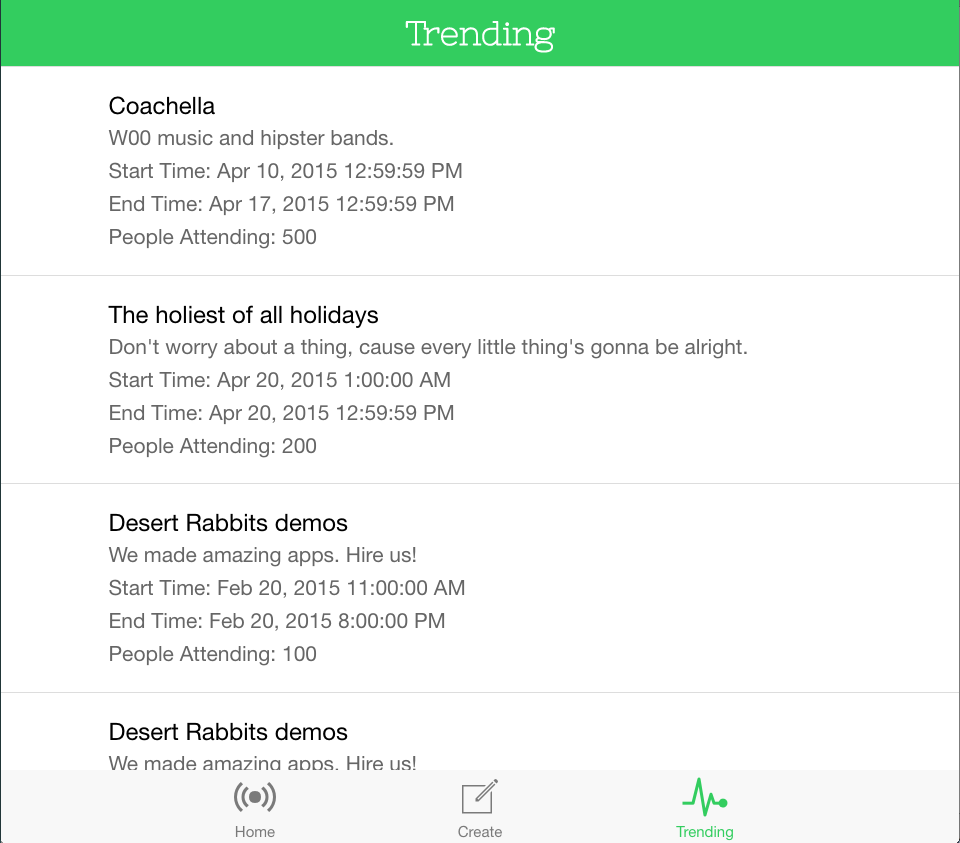 Trending
Coachella
W00 music and hipster bands.
Start Time: Apr 10, 2015 12:59:59 PM
End Time: Apr 17, 2015 12:59:59 PM
People Attending: 500
The holiest of all holidays
Don't worry about a thing, cause every little thing's gonna be alright.
Start Time: Apr 20, 2015 1:00:00 AM
End Time: Apr 20, 2015 12:59:59 PM
People Attending: 200
Desert Rabbits demos
We made amazing apps. Hire us!
Start Time: Feb 20, 2015 11:00:00 AM
End Time: Feb 20, 2015 8:00:00 PM
People Attending: 100
Desert Rabbits demos
We made amazing apps. Hire us!
Home
Create
Trending